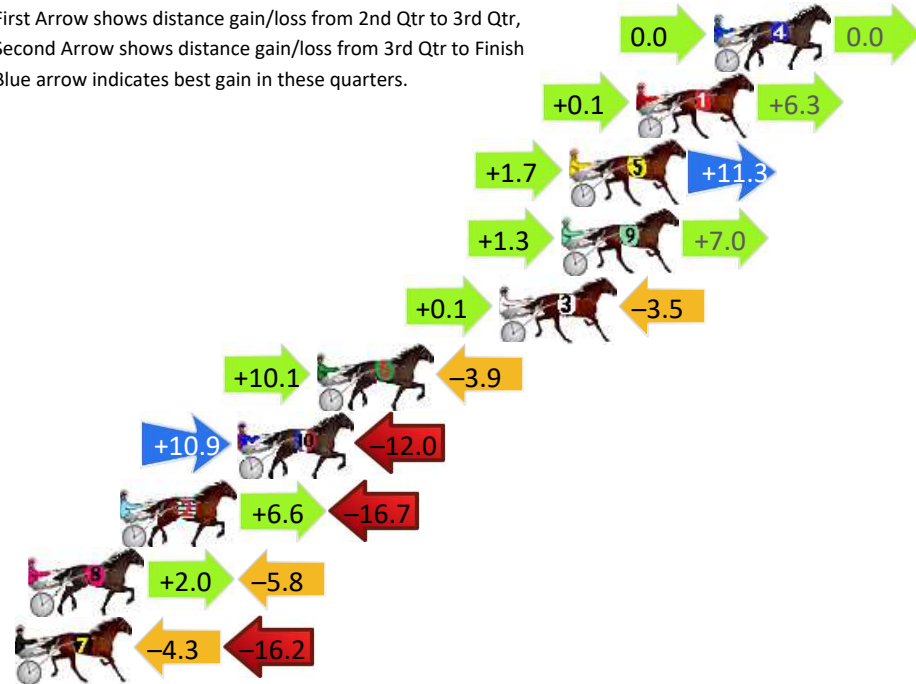 First Arrow shows distance gain/loss from 2nd Qtr to 3rd Qtr,
Second Arrow shows distance gain/loss from 3rd Qtr to Finish
Blue arrow indicates best gain in these quarters.
0.0 4 0.0
+0.1 1 +6.3
+1.7 5 +11.3
+1.3 9 +7.0
+0.1 3 –3.5
+10.1 6 –3.9
+10.9 10 –12.0
2 +6.6 –16.7
8 +2.0 –5.8
7 –4.3 –16.2